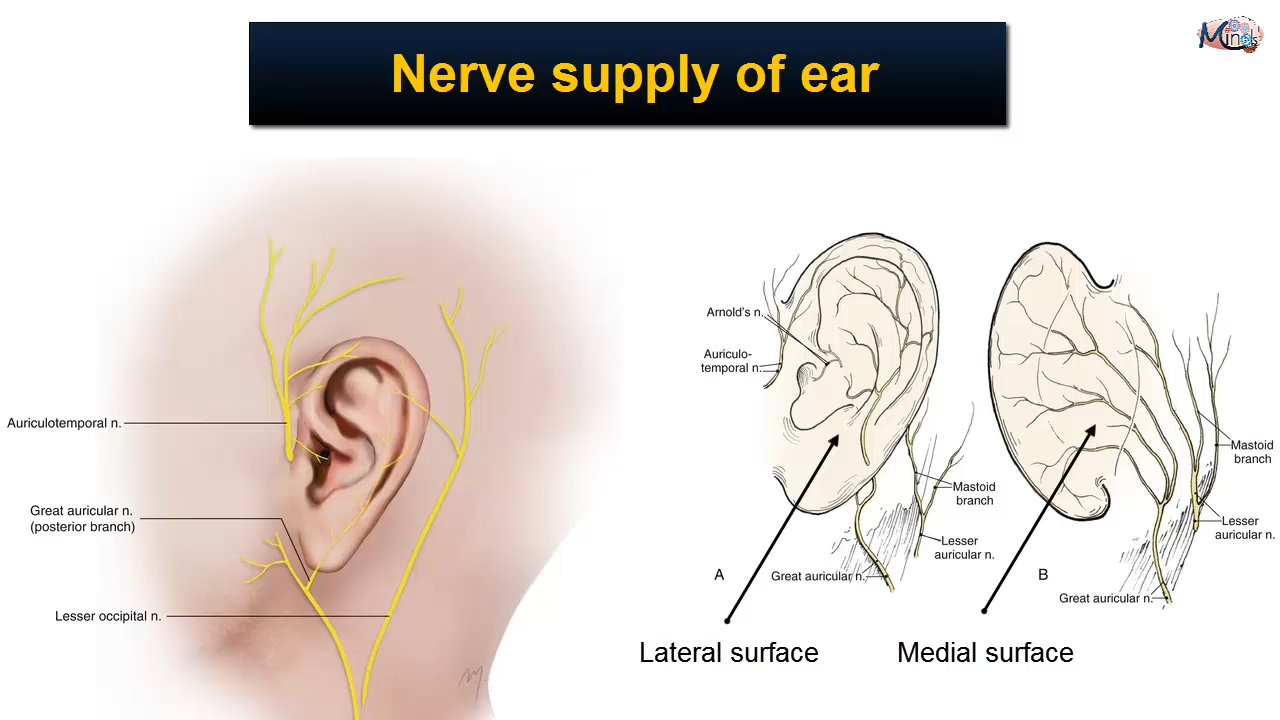 Nerve supply of ear
Minds
Auriculotemporal n.
Great auricular n.
(posterior branch)
Lesser occipital n.
Arnold's n.
Auriculo-
temporal n.
Mastoid
branch
Lesser
auricular n.
Great auricular n.
A
Lateral surface
Mastoid
branch
Lesser
auricular n.
Great auricular n.
B
Medial surface